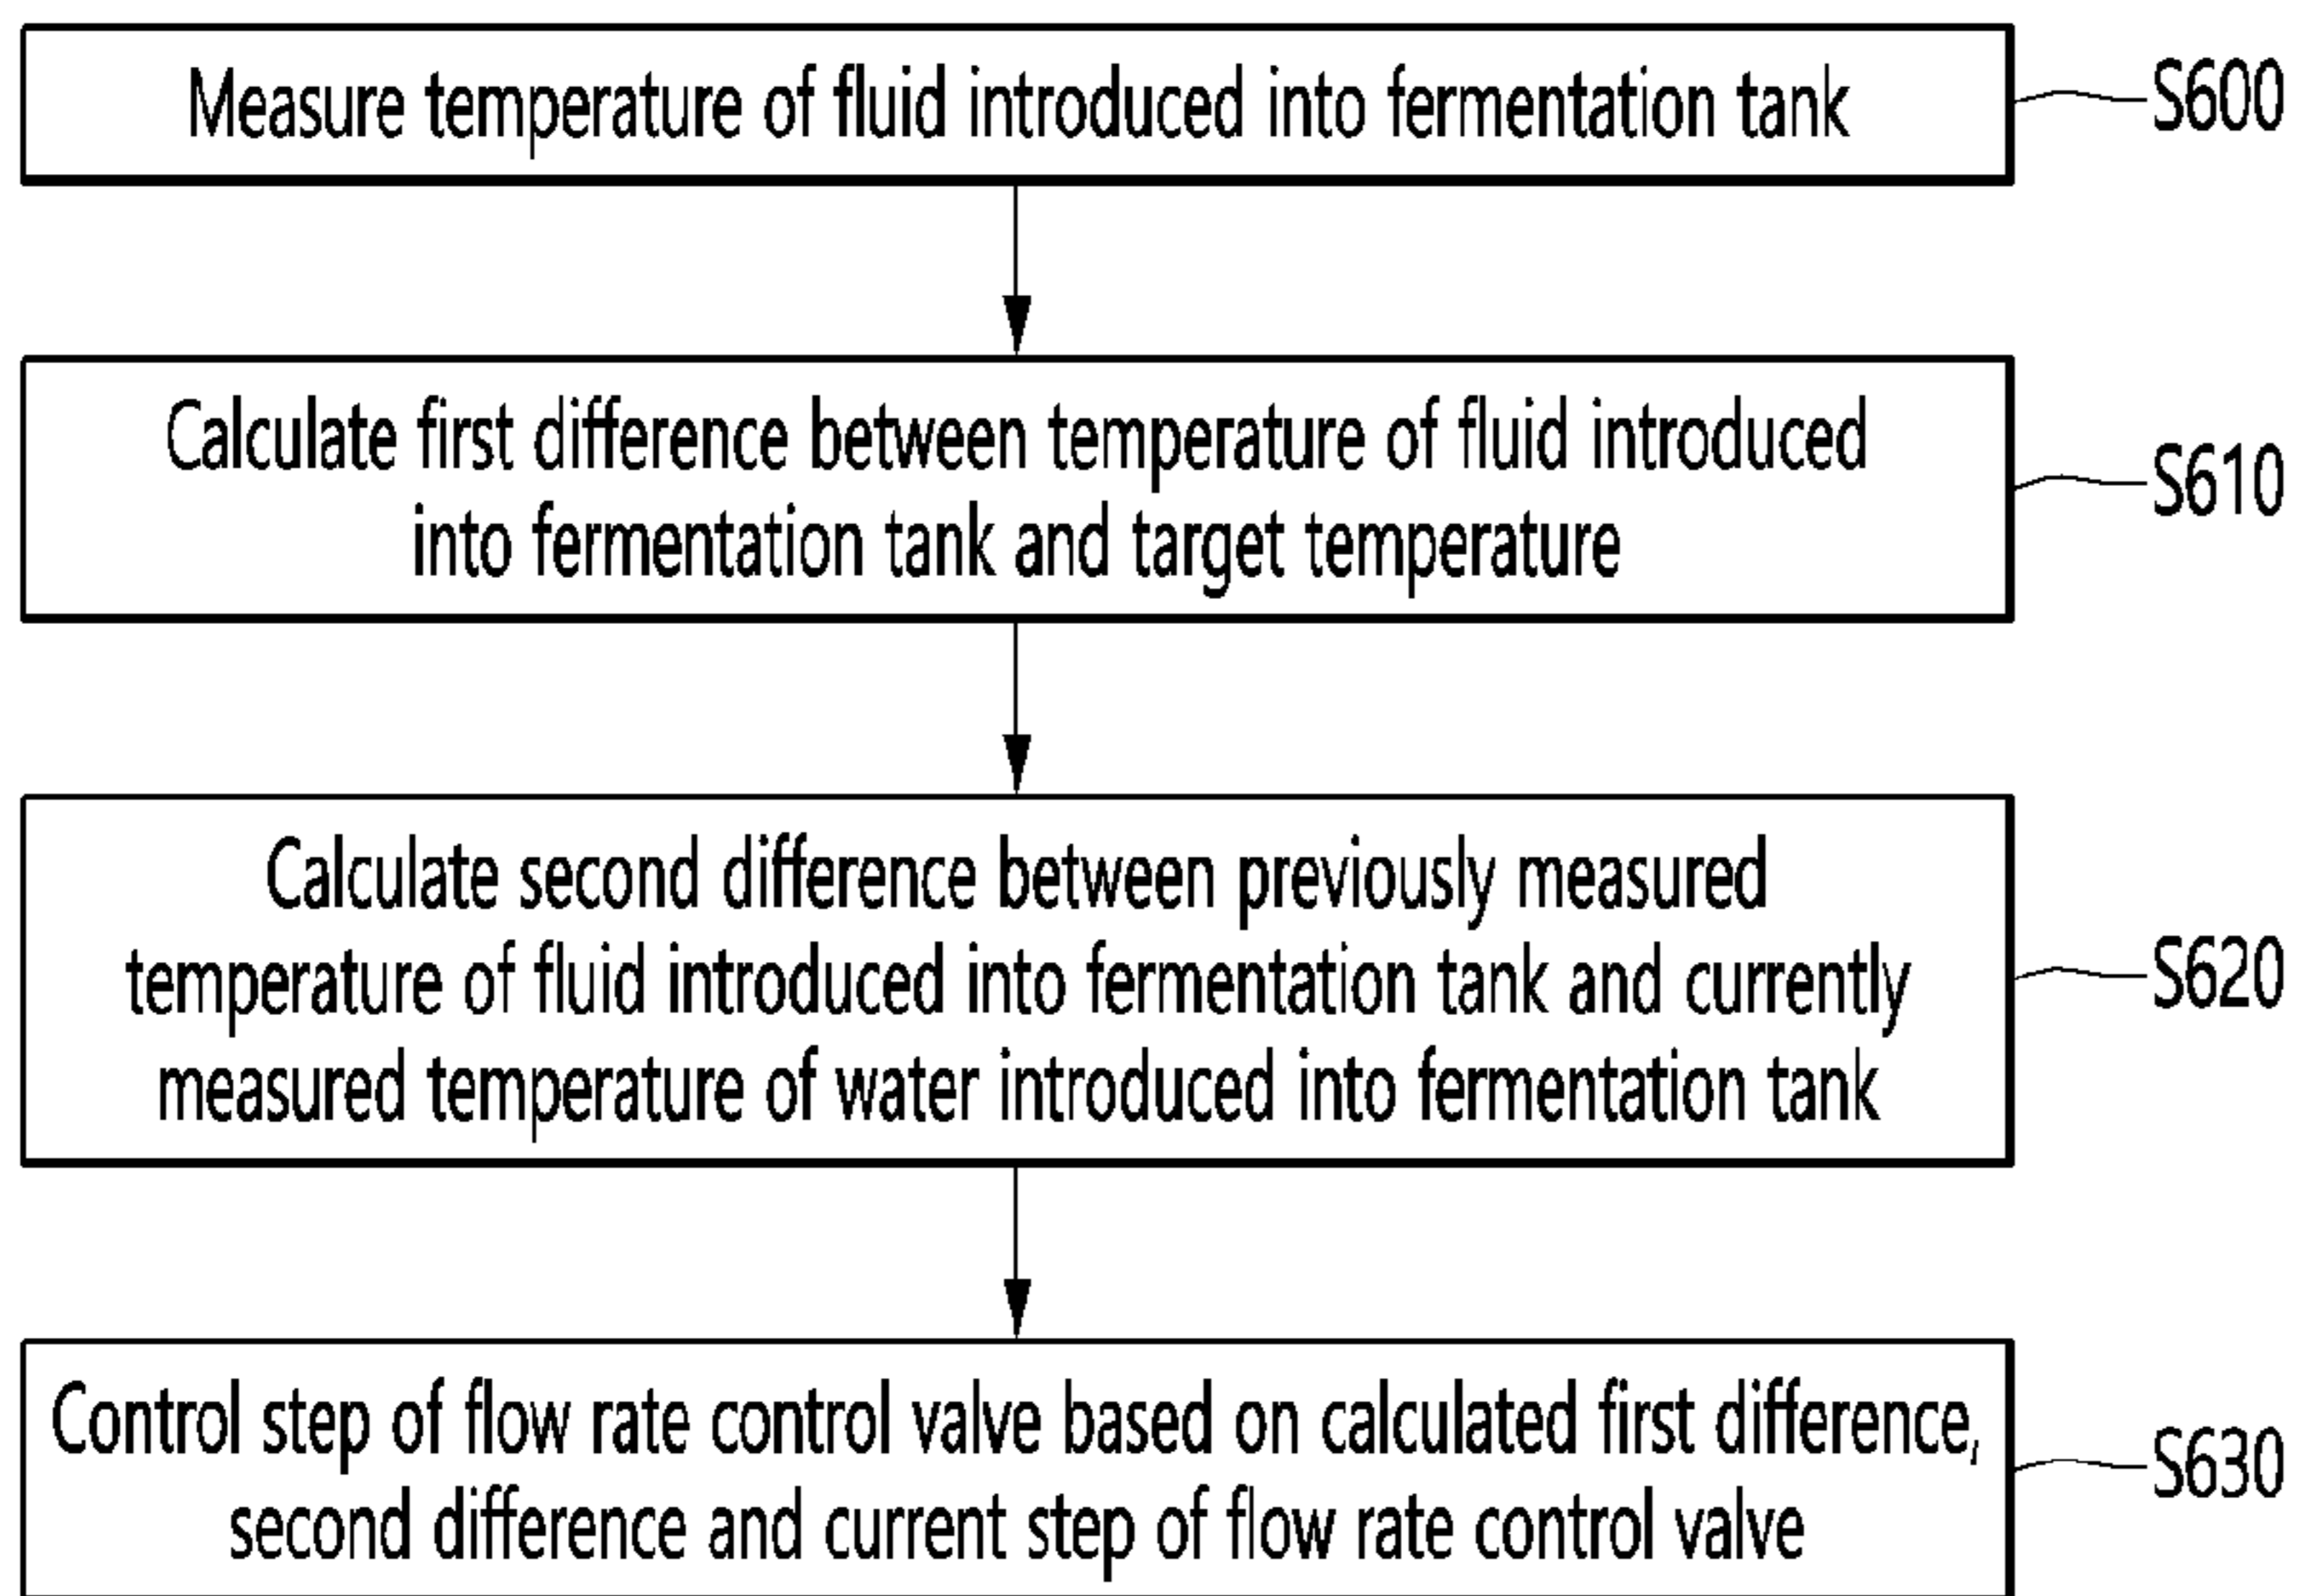 Measure temperature of fluid introduced into fermentation tank
S600
Calculate first difference between temperature of fluid introduced
into fermentation tank and target temperature
S610
Calculate second difference between previously measured
temperature of fluid introduced into fermentation tank and currently
measured temperature of water introduced into fermentation tank
S620
Control step of flow rate control valve based on calculated first difference,
second difference and current step of flow rate control valve
S630